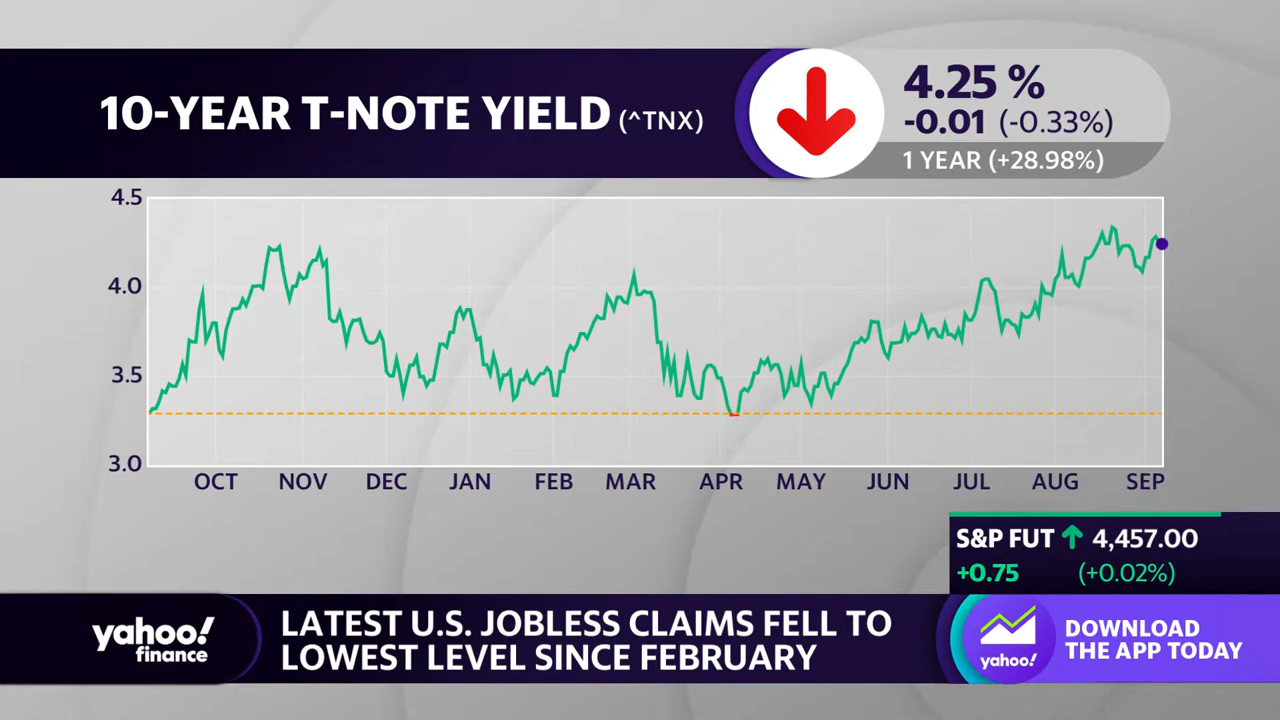 10-YEAR T-NOTE YIELD (^TNX)
4.25 %
-0.01 (-0.33%)
1 YEAR (+28.98%)
4.5
4.0
3.5
3.0
OCT NOV DEC JAN FEB MAR APR MAY JUN JUL AUG SEP
S&P FUT 4,457.00
+0.75 (+0.02%)
yahoo!
finance
LATEST U.S. JOBLESS CLAIMS FELL TO
LOWEST LEVEL SINCE FEBRUARY
yahoo!
DOWNLOAD
THE APP TODAY